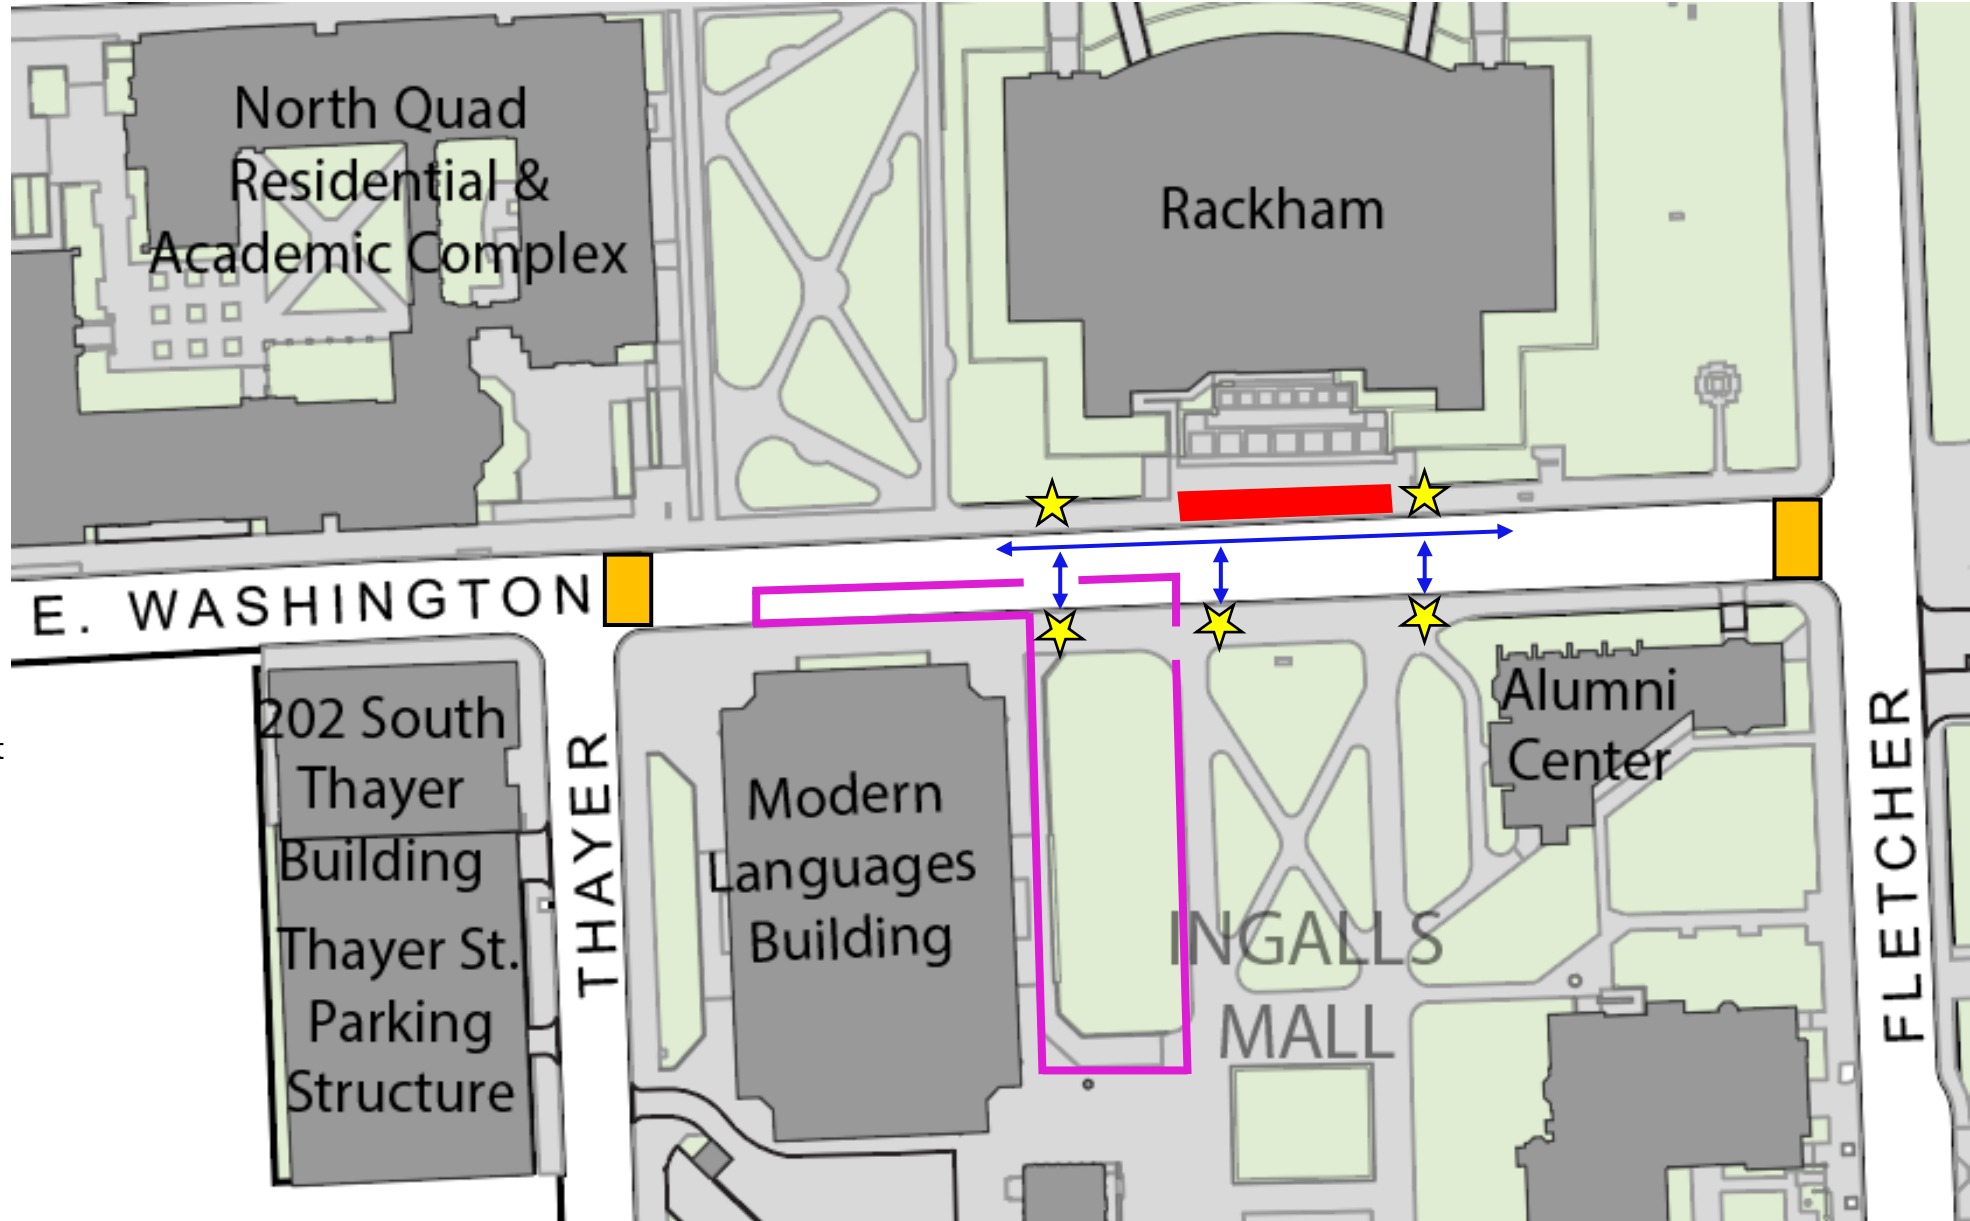 North Quad
Residential &
Academic Complex
Rackham
E. WASHINGTON
202 South
Thayer
Building
Thayer St.
Parking
Structure
THAYER
Modern
Languages
Building
INGALLS
MALL
Alumni
Center
FLETCHER